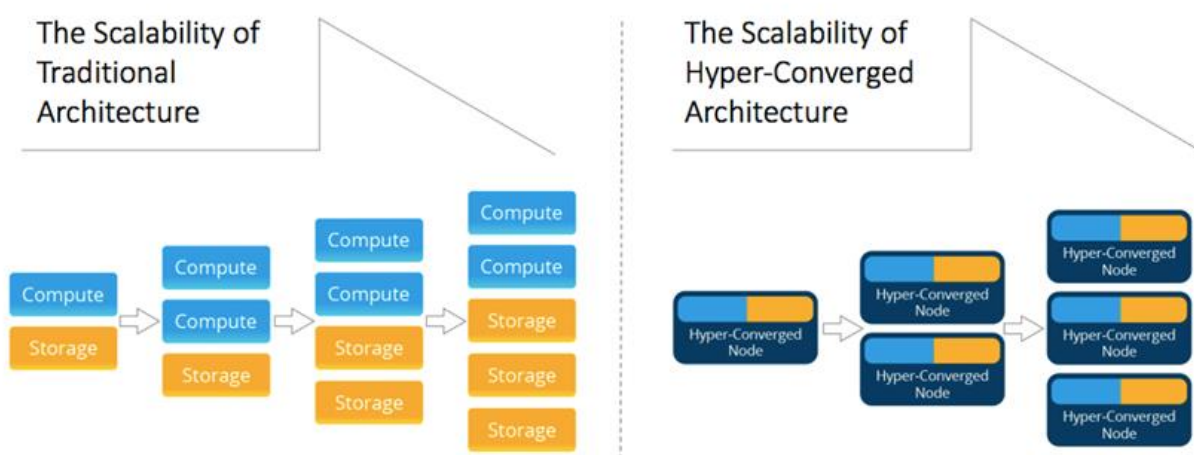 The Scalability of
Traditional
Architecture
Compute
Storage
Compute
Compute
Storage
Compute
Compute
Storage
Storage
Compute
Compute
Storage
Storage
Storage
The Scalability of
Hyper-Converged
Architecture
Hyper-Converged
Node
Hyper-Converged
Node
Hyper-Converged
Node
Hyper-Converged
Node
Hyper-Converged
Node
Hyper-Converged
Node